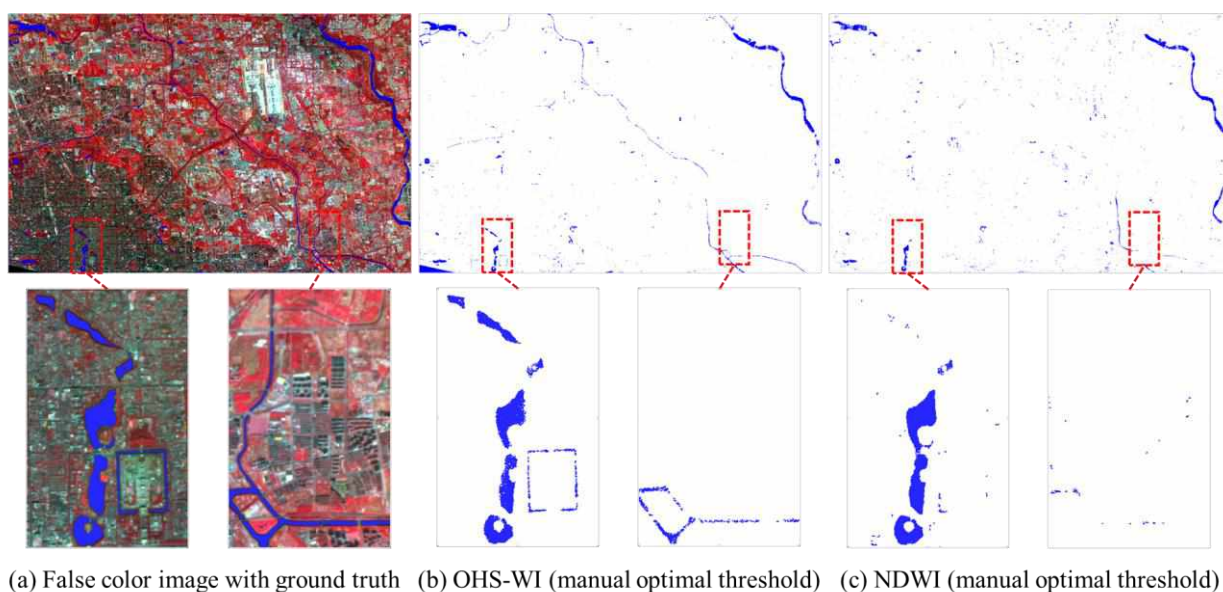 (a) False color image with ground truth (b) OHS-WI (manual optimal threshold) (c) NDWI (manual optimal threshold)